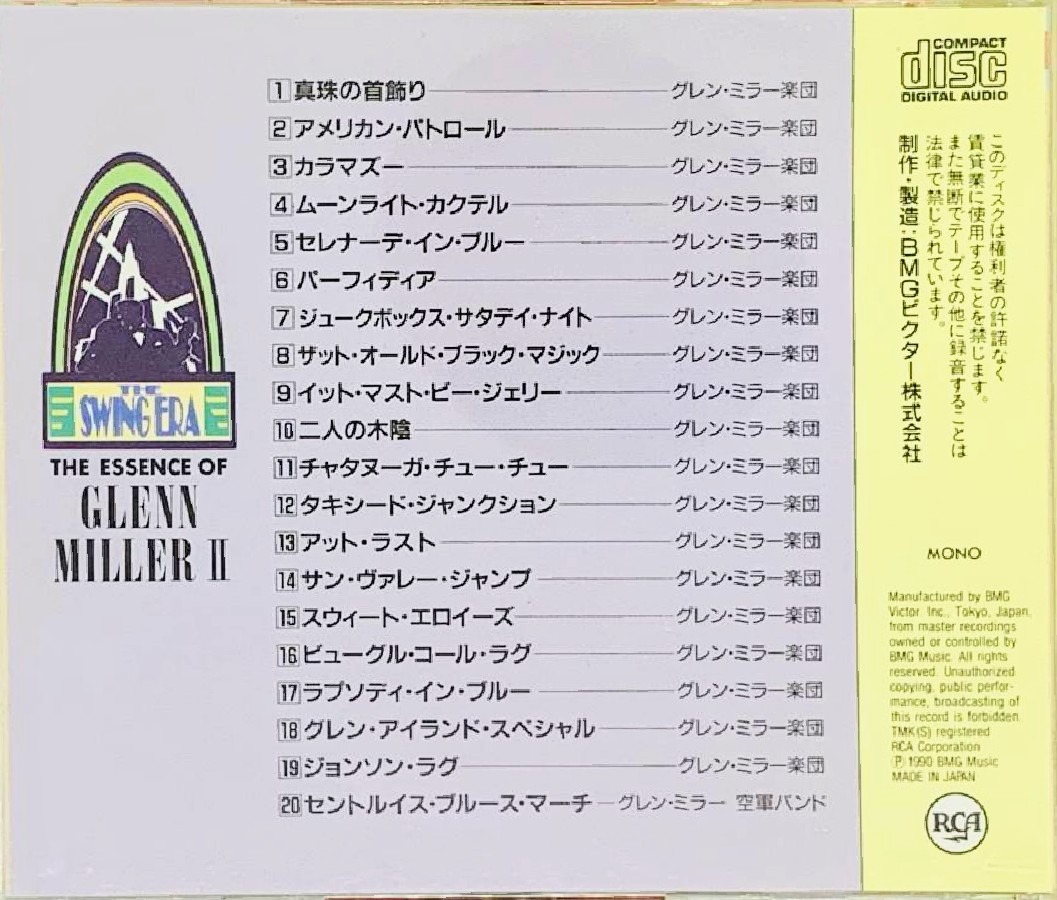 THE
SWING ERA
THE ESSENCE OF
GLENN
MILLER II
1 真珠の首飾り グレン・ミラー楽団
2 アメリカン・パトロール グレン・ミラー楽団
3 カラマズー グレン・ミラー楽団
4 ムーンライト・カクテル グレン・ミラー楽団
5 セレナーデ・イン・ブルー グレン・ミラー楽団
6 パーフィディア グレン・ミラー楽団
7 ジュークボックス・サタデイ・ナイト グレン・ミラー楽団
8 ザット・オールド・ブラック・マジック グレン・ミラー楽団
9 イット・マスト・ビー・ジェリー グレン・ミラー楽団
10 二人の木陰 グレン・ミラー楽団
11 チャタヌーガ・チュー・チュー グレン・ミラー楽団
12 タキシード・ジャンクション グレン・ミラー楽団
13 アット・ラスト グレン・ミラー楽団
14 サン・ヴァレー・ジャンプ グレン・ミラー楽団
15 スウィート・エロイーズ グレン・ミラー楽団
16 ビューグル・コール・ラグ グレン・ミラー楽団
17 ラプソディ・イン・ブルー グレン・ミラー楽団
18 グレン・アイランド・スペシャル グレン・ミラー楽団
19 ジョンソン・ラグ グレン・ミラー楽団
20 セントルイス・ブルース・マーチ グレン・ミラー 空軍バンド
COMPACT
disc
DIGITAL AUDIO
このディスクは権利者の許諾なく
賃貸業に使用することを禁じます。
また無断でテープその他に録音することは
法律で禁じられています。
制作・製造:BMGビクター株式会社
MONO
Manufactured by BMG
Victor, Inc., Tokyo, Japan,
from master recordings
owned or controlled by
BMG Music. All rights
reserved. Unauthorized
copying, public perfor-
mance, broadcasting of
this record is forbidden.
TMK(S) registered
RCA Corporation
Ⓟ1990 BMG Music
MADE IN JAPAN
RCA